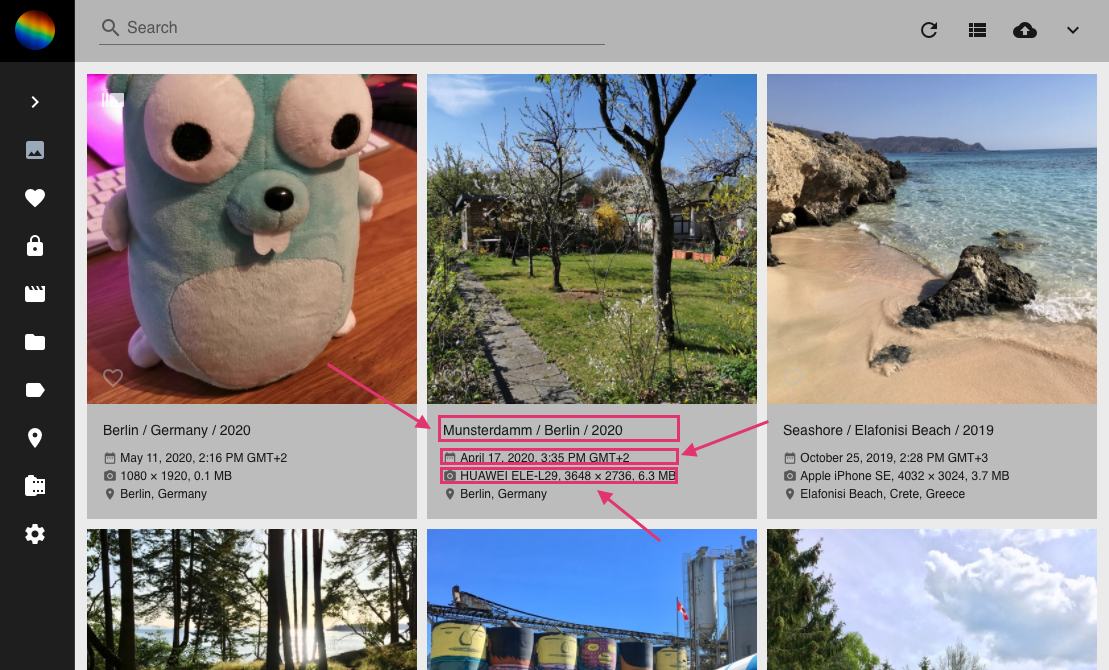 Search
Berlin / Germany / 2020
May 11, 2020, 2:16 PM GMT+2
1080 × 1920, 0.1 MB
Berlin, Germany
Munsterdamm / Berlin / 2020
April 17, 2020, 3:35 PM GMT+2
HUAWEI ELE-L29, 3648 × 2736, 6.3 MB
Berlin, Germany
Seashore / Elafonisi Beach / 2019
October 25, 2019, 2:28 PM GMT+3
Apple iPhone SE, 4032 × 3024, 3.7 MB
Elafonisi Beach, Crete, Greece